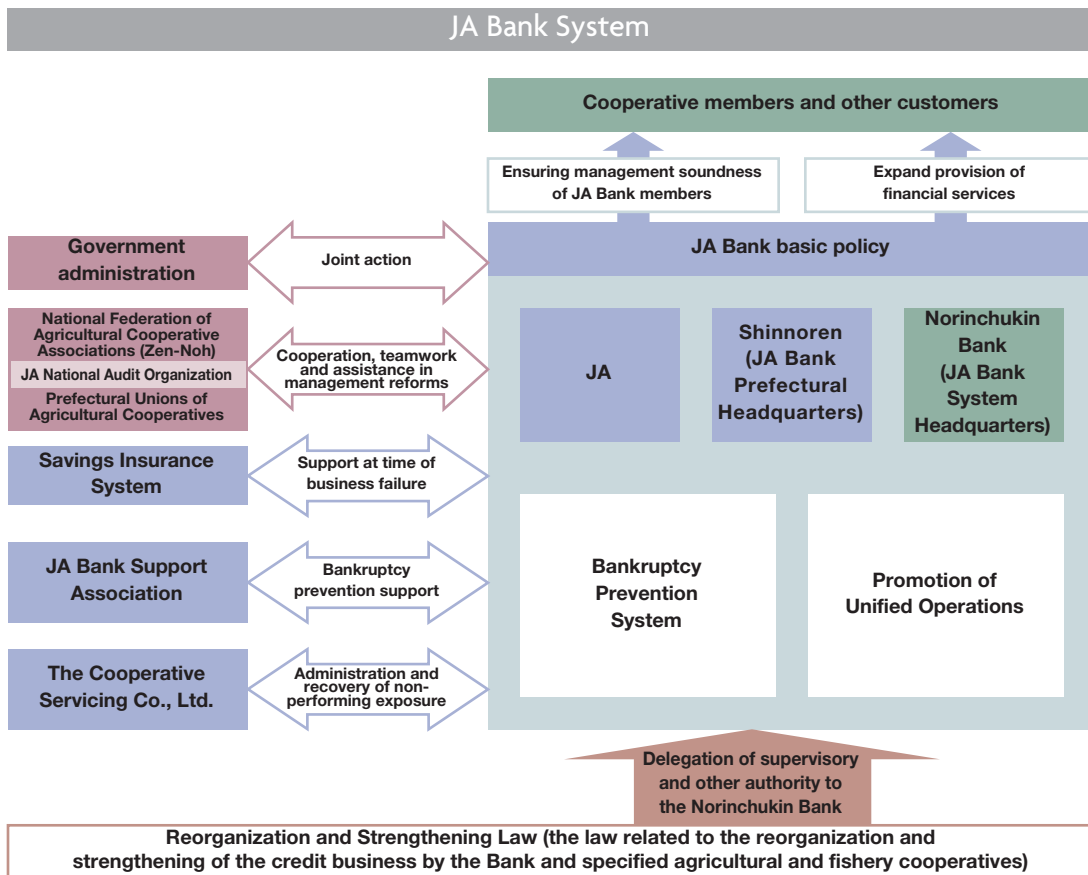 JA Bank System
Cooperative members and other customers
Ensuring management soundness
of JA Bank members
Expand provision of
financial services
Government
administration
Joint action
JA Bank basic policy
National Federation of
Agricultural Cooperative
Associations (Zen-Noh)
JA National Audit Organization
Prefectural Unions of
Agricultural Cooperatives
Cooperation, teamwork
and assistance in
management reforms
JA
Shinnoren
(JA Bank
Prefectural
Headquarters)
Norinchukin
Bank
(JA Bank
System
Headquarters)
Savings Insurance
System
Support at time of
business failure
JA Bank Support
Association
Bankruptcy
prevention support
Bankruptcy
Prevention
System
Promotion of
Unified Operations
The Cooperative
Servicing Co., Ltd.
Administration and
recovery of non-
performing exposure
Delegation of supervisory
and other authority to
the Norinchukin Bank
Reorganization and Strengthening Law (the law related to the reorganization and
strengthening of the credit business by the Bank and specified agricultural and fishery cooperatives)